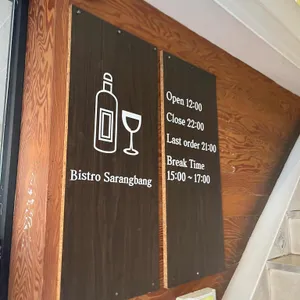 Bistro Sarangbang
Open 12:00
Close 22:00
Last order 21:00
Break Time
15:00 ~ 17:00